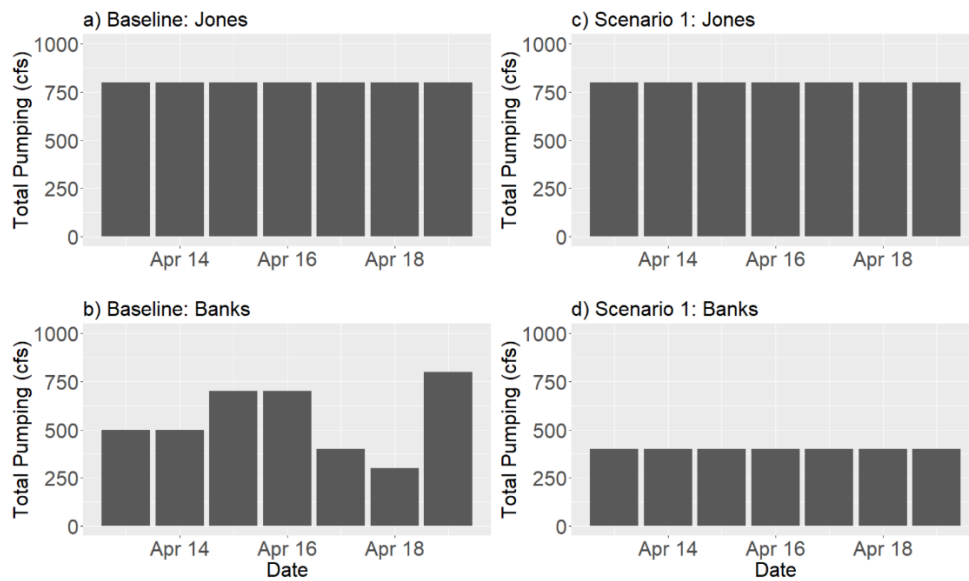 a) Baseline: Jones
Total Pumping (cfs)
1000
750
500
250
0
Apr 14 Apr 16 Apr 18
c) Scenario 1: Jones
Total Pumping (cfs)
1000
750
500
250
0
Apr 14 Apr 16 Apr 18
b) Baseline: Banks
Total Pumping (cfs)
1000
750
500
250
0
Apr 14 Apr 16 Apr 18
Date
d) Scenario 1: Banks
Total Pumping (cfs)
1000
750
500
250
0
Apr 14 Apr 16 Apr 18
Date